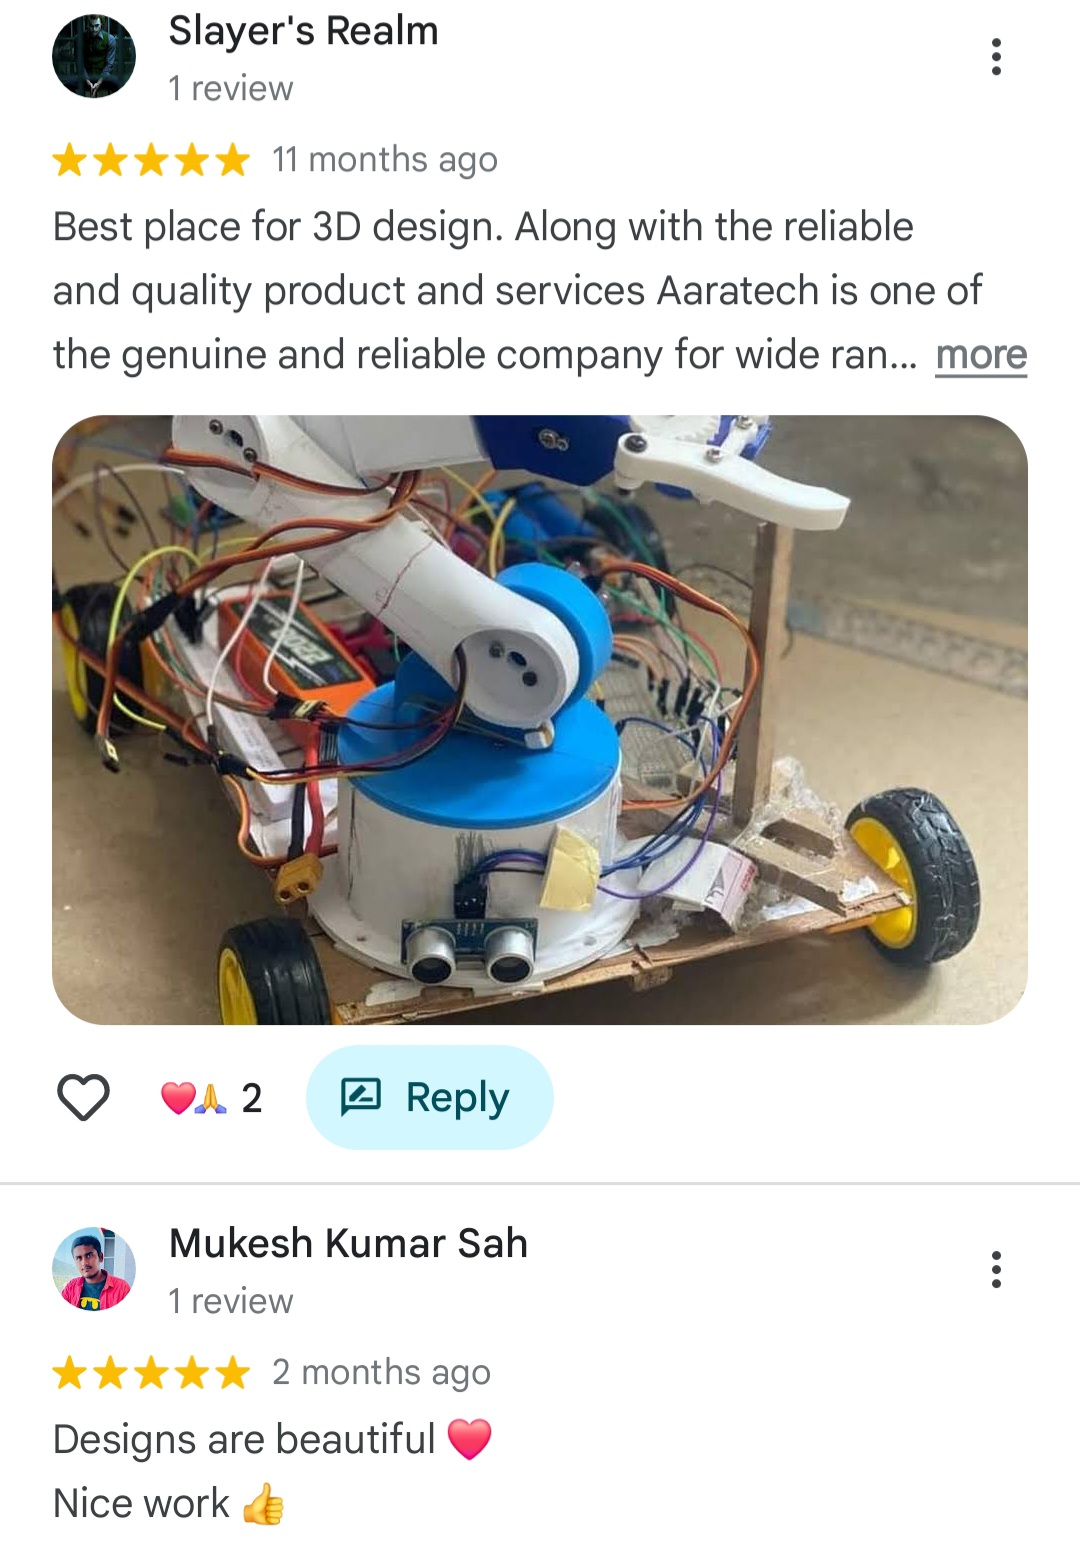 Slayer's Realm
1 review
11 months ago
Best place for 3D design. Along with the reliable
and quality product and services Aaratech is one of
the genuine and reliable company for wide ran... more
❤️🙏 2
Reply
Mukesh Kumar Sah
1 review
2 months ago
Designs are beautiful ❤️
Nice work 👍